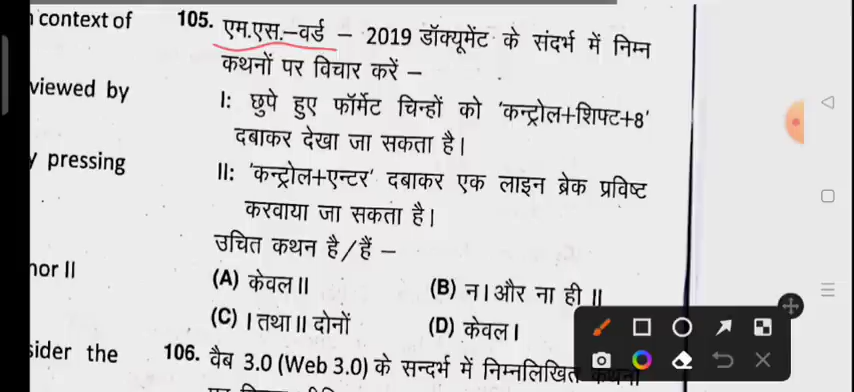 context of
viewed by
pressing
nor II
sider the
105. एम.एस.–वर्ड – 2019 डॉक्यूमेंट के संदर्भ में निम्न
कथनों पर विचार करें –
I: छुपे हुए फॉर्मेट चिन्हों को 'कन्ट्रोल+शिफ्ट+8'
दबाकर देखा जा सकता है।
II: 'कन्ट्रोल+एन्टर' दबाकर एक लाइन ब्रेक प्रविष्ट
करवाया जा सकता है।
उचित कथन है/हैं –
(A) केवल II
(B) न I और ना ही II
(C) I तथा II दोनों
(D) केवल I
106. वैब 3.0 (Web 3.0) के सन्दर्भ में निम्नलिखित कथनों